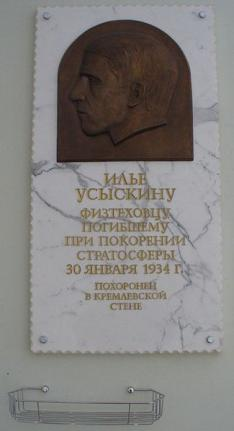 ИЛЬЕ
УСЫСКИНУ
ФИЗТЕХОВЦУ
ПОГИБШЕМУ
ПРИ ПОКОРЕНИИ
СТРАТОСФЕРЫ
30 ЯНВАРЯ 1934 Г.
ПОХОРОНЕН
В КРЕМЛЕВСКОЙ
СТЕНЕ